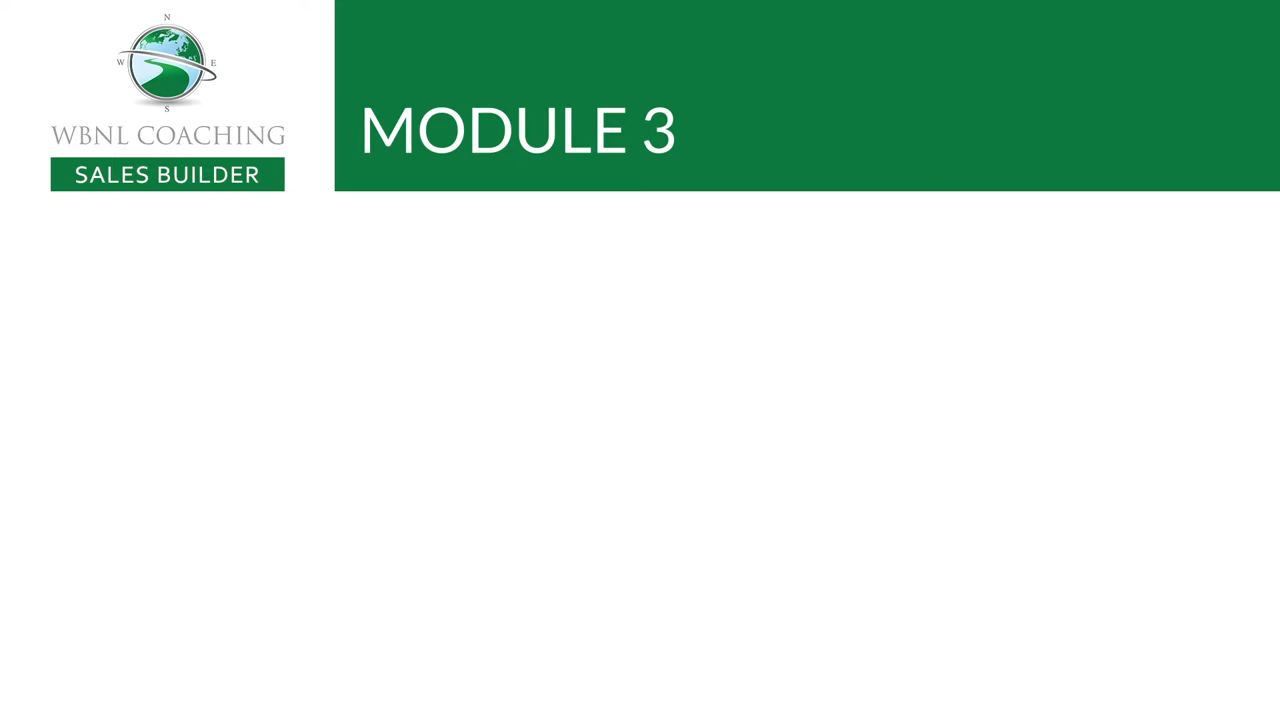 N
W E
S
WBNL COACHING
SALES BUILDER
MODULE 3